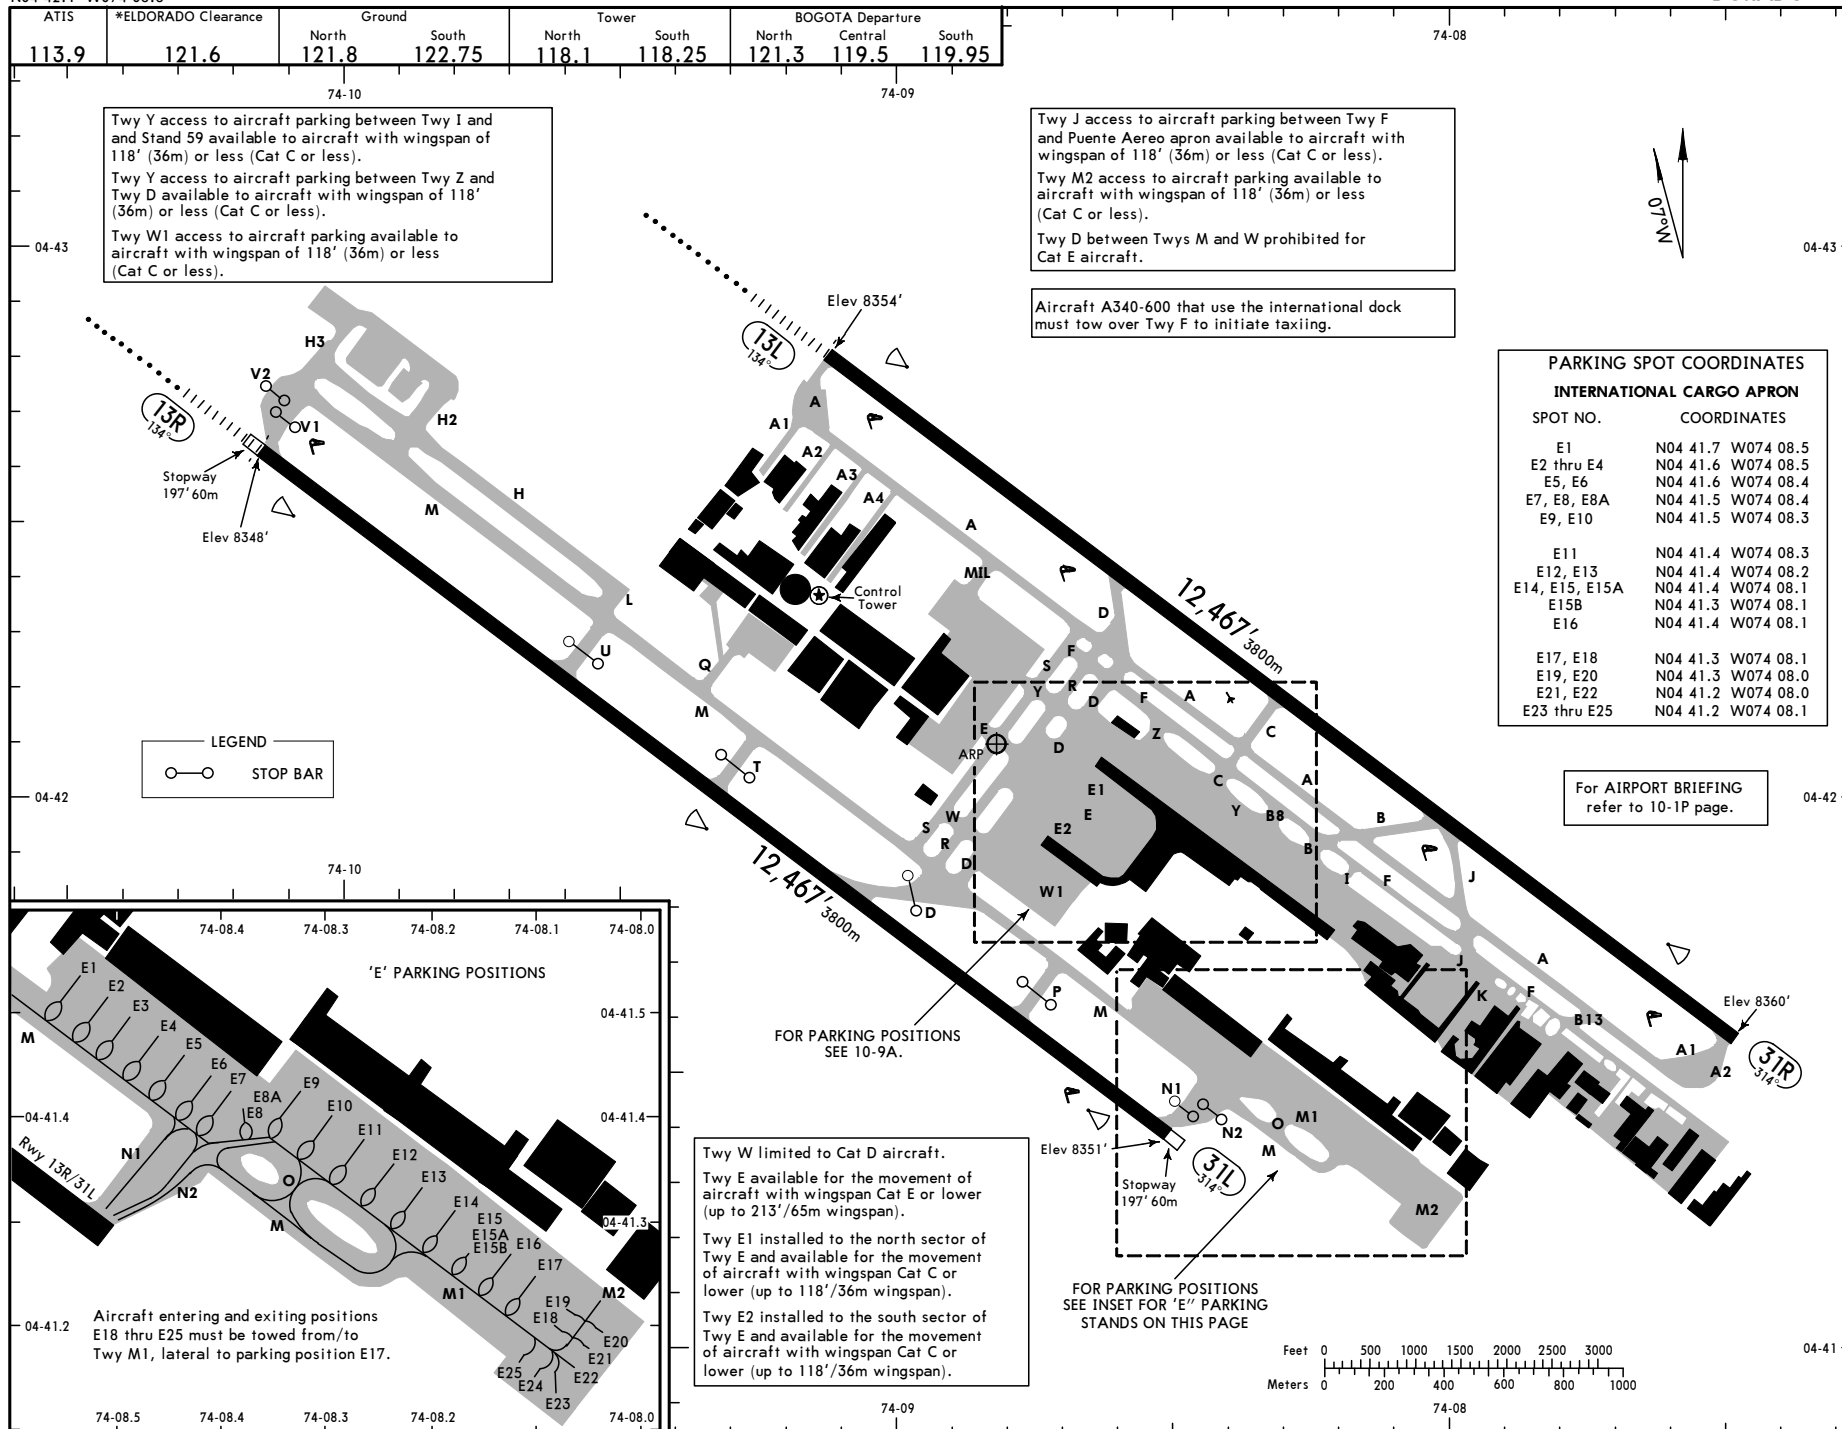 ATIS
*ELDORADO Clearance
Ground
Tower
BOGOTA Departure
North South
North South
North Central South
113.9
121.6
121.8 122.75
118.1 118.25
121.3 119.5 119.95
74-10
74-09
74-08
Twy Y access to aircraft parking between Twy I and
and Stand 59 available to aircraft with wingspan of
118' (36m) or less (Cat C or less).
Twy Y access to aircraft parking between Twy Z and
Twy D available to aircraft with wingspan of 118'
(36m) or less (Cat C or less).
Twy W1 access to aircraft parking available to
aircraft with wingspan of 118' (36m) or less
(Cat C or less).
Twy J access to aircraft parking between Twy F
and Puente Aereo apron available to aircraft with
wingspan of 118' (36m) or less (Cat C or less).
Twy M2 access to aircraft parking available to
aircraft with wingspan of 118' (36m) or less
(Cat C or less).
Twy D between Twys M and W prohibited for
Cat E aircraft.
Aircraft A340-600 that use the international dock
must tow over Twy F to initiate taxiing.
07°W
04-43
04-43
PARKING SPOT COORDINATES
INTERNATIONAL CARGO APRON
SPOT NO. COORDINATES
E1 N04 41.7 W074 08.5
E2 thru E4 N04 41.6 W074 08.5
E5, E6 N04 41.6 W074 08.4
E7, E8, E8A N04 41.5 W074 08.4
E9, E10 N04 41.5 W074 08.3
E11 N04 41.4 W074 08.3
E12, E13 N04 41.4 W074 08.2
E14, E15, E15A N04 41.4 W074 08.1
E15B N04 41.3 W074 08.1
E16 N04 41.4 W074 08.1
E17, E18 N04 41.3 W074 08.1
E19, E20 N04 41.3 W074 08.0
E21, E22 N04 41.2 W074 08.0
E23 thru E25 N04 41.2 W074 08.1
For AIRPORT BRIEFING
refer to 10-1P page.
Elev 8354'
13L
134°
H3
V2
13R
134°
V1
H2
Stopway
197' 60m
Elev 8348'
H
M
A
A1
A2
A3
A4
A
MIL
Control
Tower
D
12,467' 3800m
L
U
Q
M
T
LEGEND
STOP BAR
04-42
04-42
F
S
Y
R
D
F
A
Z
C
E
ARP
D
E1
E
E2
C
Y
B8
B
A
B
I
F
J
W
S
R
D
W1
D
12,467' 3800m
P
M
FOR PARKING POSITIONS
SEE 10-9A.
J
A
K
F
B13
A1
A2
Elev 8360'
31R
314°
N1
N2
M1
M
M2
Elev 8351'
Stopway
197' 60m
31L
314°
FOR PARKING POSITIONS
SEE INSET FOR 'E" PARKING
STANDS ON THIS PAGE
Twy W limited to Cat D aircraft.
Twy E available for the movement of
aircraft with wingspan Cat E or lower
(up to 213'/65m wingspan).
Twy E1 installed to the north sector of
Twy E and available for the movement
of aircraft with wingspan Cat C or
lower (up to 118'/36m wingspan).
Twy E2 installed to the south sector of
Twy E and available for the movement
of aircraft with wingspan Cat C or
lower (up to 118'/36m wingspan).
74-10
74-08.4 74-08.3 74-08.2 74-08.1 74-08.0
'E' PARKING POSITIONS
E1
E2
E3
E4
E5
E6
E7
E8A
E8
E9
E10
E11
E12
E13
E14
E15
E15A
E15B
E16
E17
E18
E19
E20
E21
E22
E23
E24
E25
M
N1
N2
M
M1
M2
Rwy 13R/31L
04-41.5
04-41.4
04-41.4
04-41.3
04-41.2
Aircraft entering and exiting positions
E18 thru E25 must be towed from/to
Twy M1, lateral to parking position E17.
74-08.5 74-08.4 74-08.3 74-08.2 74-08.0
Feet 0 500 1000 1500 2000 2500 3000
Meters 0 200 400 600 800 1000
04-41
74-09
74-08